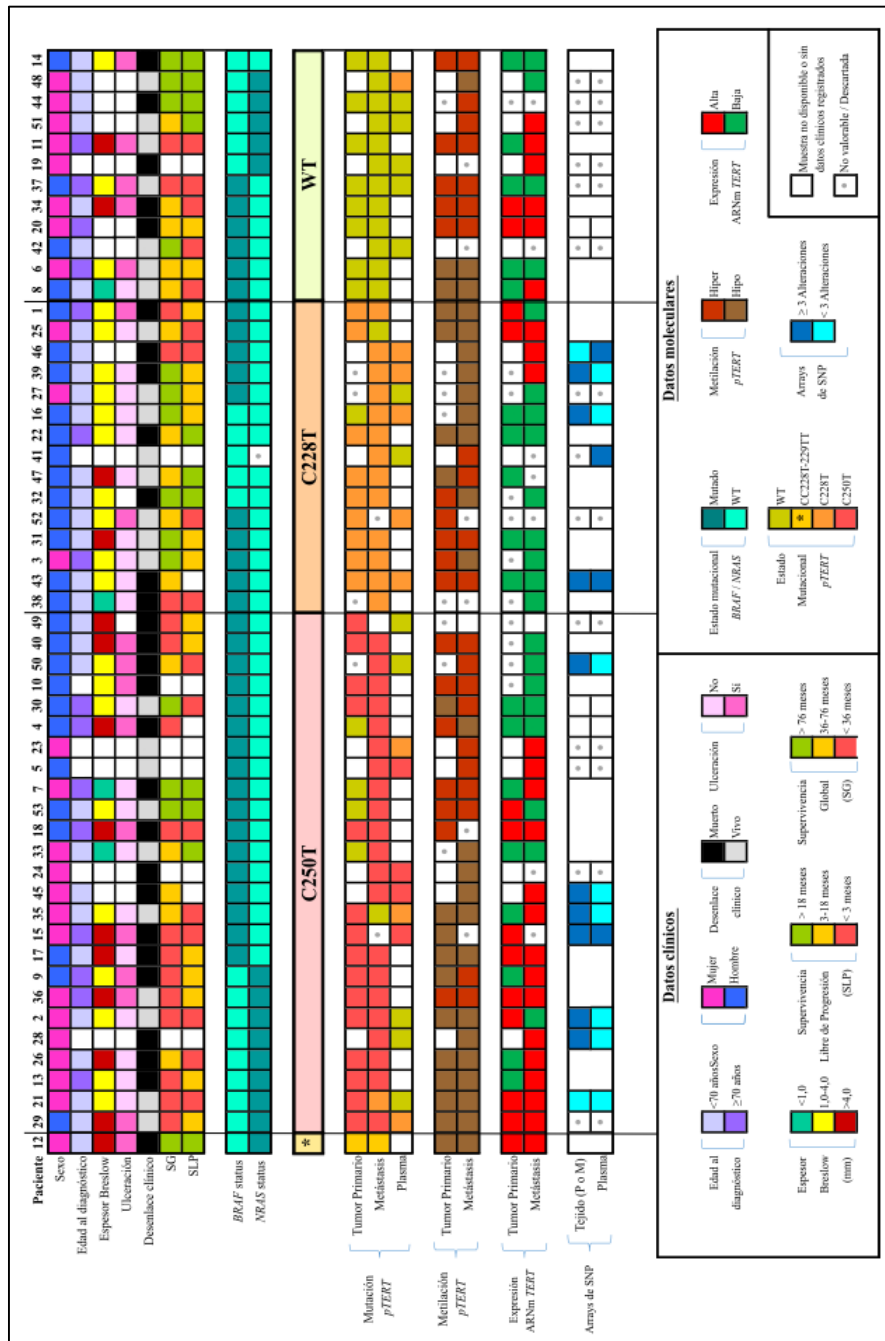 Paciente 12 29 21 13 26 28 2 36 9 17 15 35 45 24 33 18 53 7 5 23 4 30 10 50 40 49 38 43 3 31 52 32 47 41 22 16 27 39 46 25 1 8 6 42 20 34 37 19 11 51 44 48 14
Sexo
Edad al diagnóstico
Espesor Breslow
Ulceración
Desenlace clínico
SG
SLP
BRAF status
NRAS status
* C250T C228T WT
Mutación
pTERT
Tumor Primario
Metástasis
Plasma
Metilación
pTERT
Tumor Primario
Metástasis
Expresión
ARNm TERT
Tumor Primario
Metástasis
Arrays de SNP
Tejido (P o M)
Plasma
Datos clínicos
Edad al
diagnóstico
<70 años
≥70 años
Sexo
Mujer
Hombre
Desenlace
clínico
Muerto
Vivo
Ulceración
No
Si
Espesor
Breslow
(mm)
<1,0
1,0-4,0
>4,0
Supervivencia
Libre de Progresión
(SLP)
> 18 meses
3-18 meses
< 3 meses
Supervivencia
Global
(SG)
> 76 meses
36-76 meses
< 36 meses
Datos moleculares
Estado mutacional
BRAF / NRAS
Mutado
WT
Metilación
pTERT
Hiper
Hipo
Expresión
ARNm TERT
Alta
Baja
Estado
Mutacional
pTERT
WT
* CC228T-229TT
C228T
C250T
Arrays
de SNP
≥ 3 Alteraciones
< 3 Alteraciones
Muestra no disponible o sin
datos clínicos registrados
No valorable / Descartada